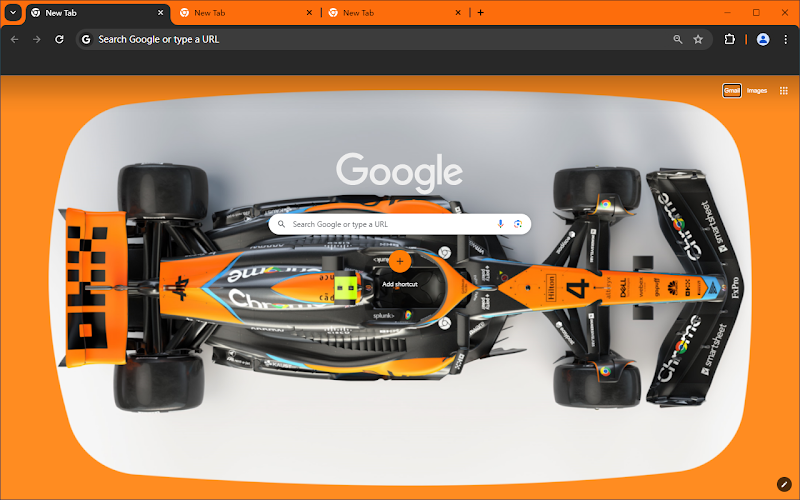 New Tab
New Tab
New Tab
Search Google or type a URL
Gmail
Images
Google
Search Google or type a URL
Add shortcut
Chrome
Chrome
splunk>
Hilton
4
DELL
Chrome
smartsheet
FxPro
Chrome
smartsheet